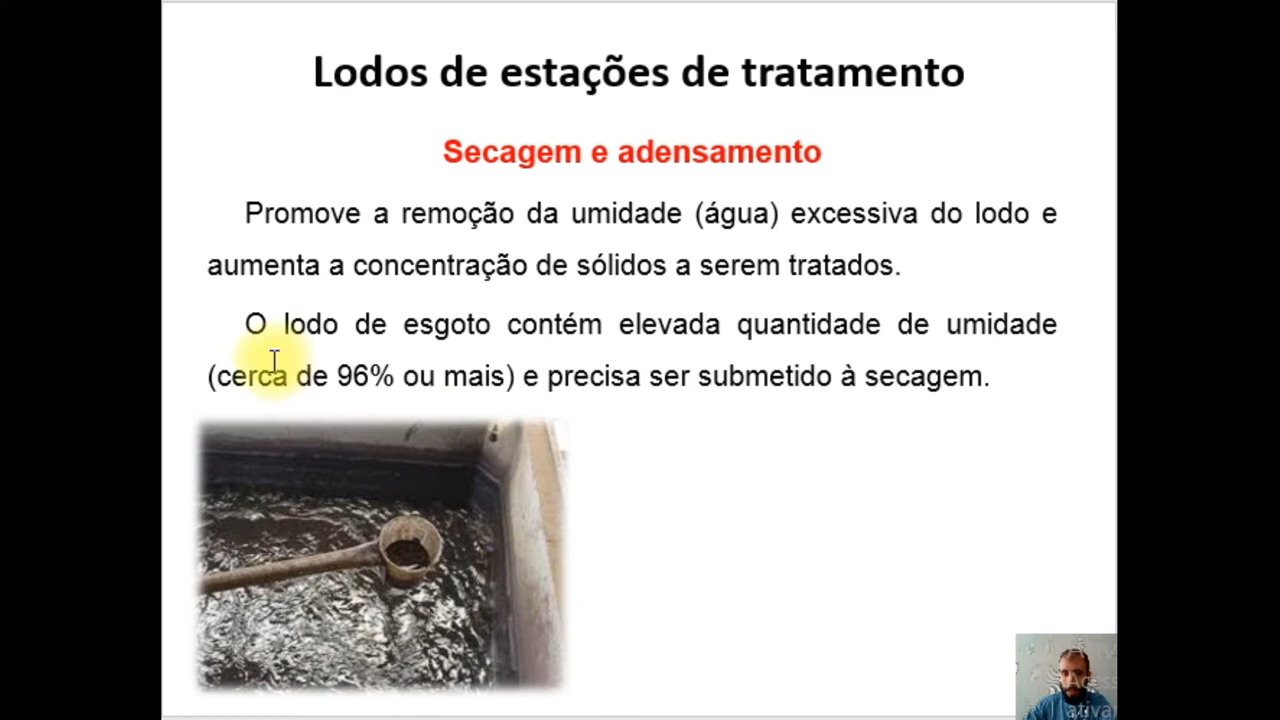 Lodos de estações de tratamento
Secagem e adensamento
Promove a remoção da umidade (água) excessiva do lodo e
aumenta a concentração de sólidos a serem tratados.
O lodo de esgoto contém elevada quantidade de umidade
(cerca de 96% ou mais) e precisa ser submetido à secagem.